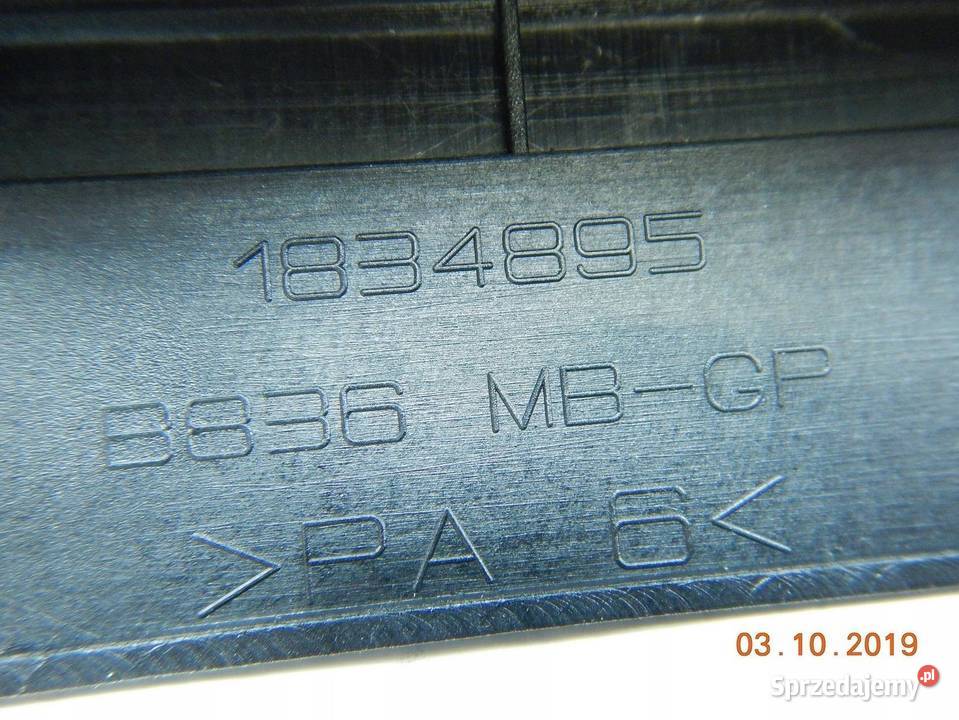 1834895
B836 MB-GP
>PA 6<
03.10.2019
Sprzedajemy.pl